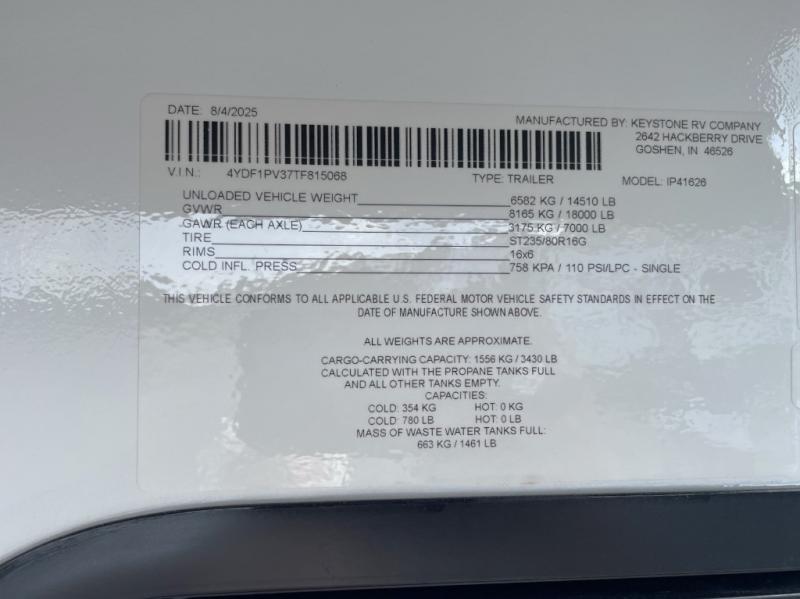 DATE: 8/4/2025
MANUFACTURED BY: KEYSTONE RV COMPANY
2642 HACKBERRY DRIVE
GOSHEN, IN 46526
V.I.N.: 4YDF1PV37TF815068 TYPE: TRAILER MODEL: IP41626
UNLOADED VEHICLE WEIGHT 6582 KG / 14510 LB
GVWR 8165 KG / 18000 LB
GAWR (EACH AXLE) 3175 KG / 7000 LB
TIRE ST235/80R16G
RIMS 16x6
COLD INFL. PRESS 758 KPA / 110 PSI/LPC - SINGLE
THIS VEHICLE CONFORMS TO ALL APPLICABLE U.S. FEDERAL MOTOR VEHICLE SAFETY STANDARDS IN EFFECT ON THE
DATE OF MANUFACTURE SHOWN ABOVE.
ALL WEIGHTS ARE APPROXIMATE.
CARGO-CARRYING CAPACITY: 1556 KG / 3430 LB
CALCULATED WITH THE PROPANE TANKS FULL
AND ALL OTHER TANKS EMPTY.
CAPACITIES:
COLD: 354 KG HOT: 0 KG
COLD: 780 LB HOT: 0 LB
MASS OF WASTE WATER TANKS FULL:
663 KG / 1461 LB